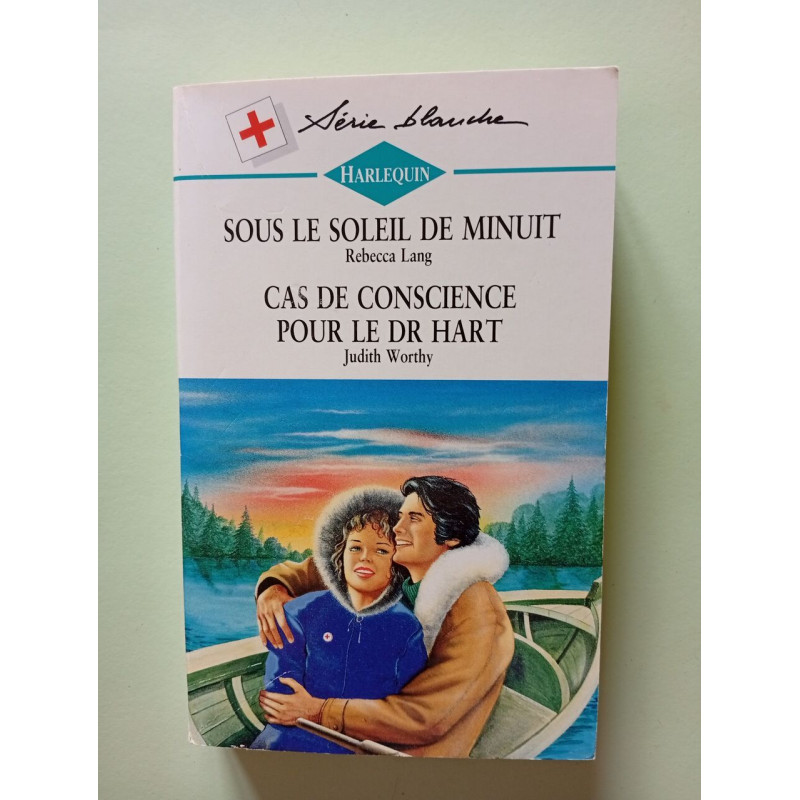 Série blanche
HARLEQUIN
SOUS LE SOLEIL DE MINUIT
Rebecca Lang
CAS DE CONSCIENCE
POUR LE DR HART
Judith Worthy